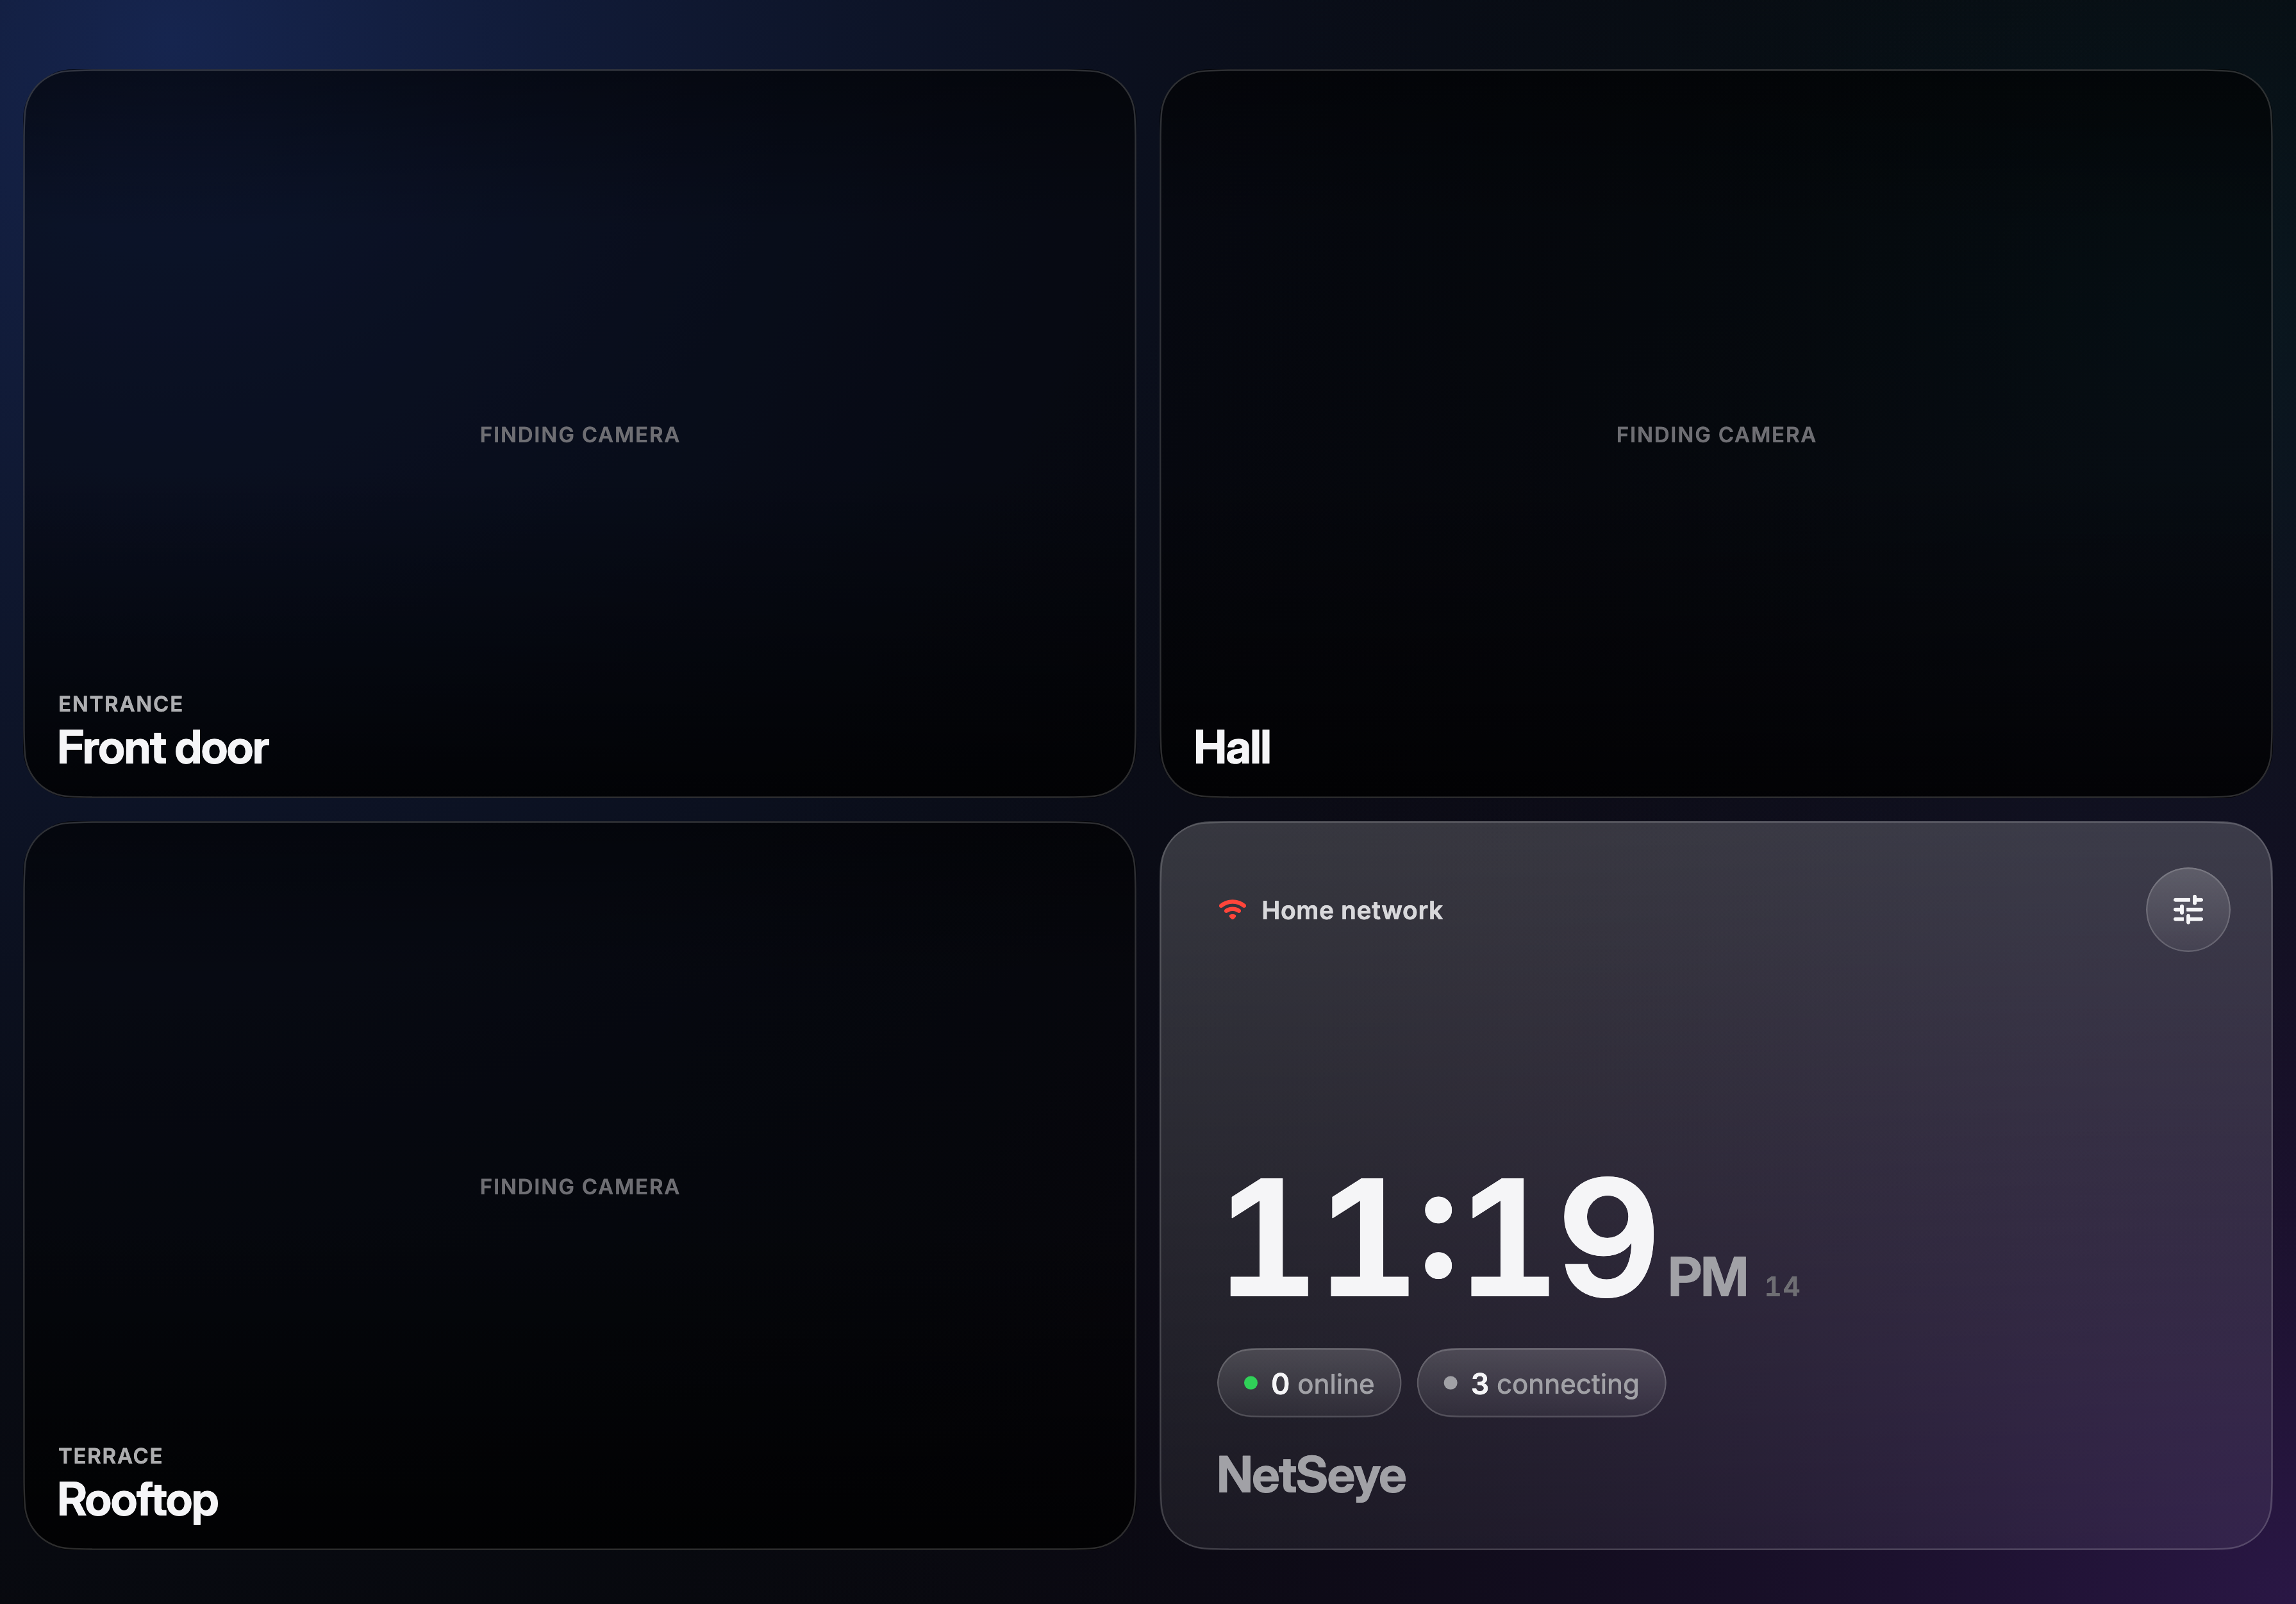 FINDING CAMERA
ENTRANCE
Front door
FINDING CAMERA
Hall
FINDING CAMERA
TERRACE
Rooftop
Home network
11:19 PM 14
0 online
3 connecting
NetSeye